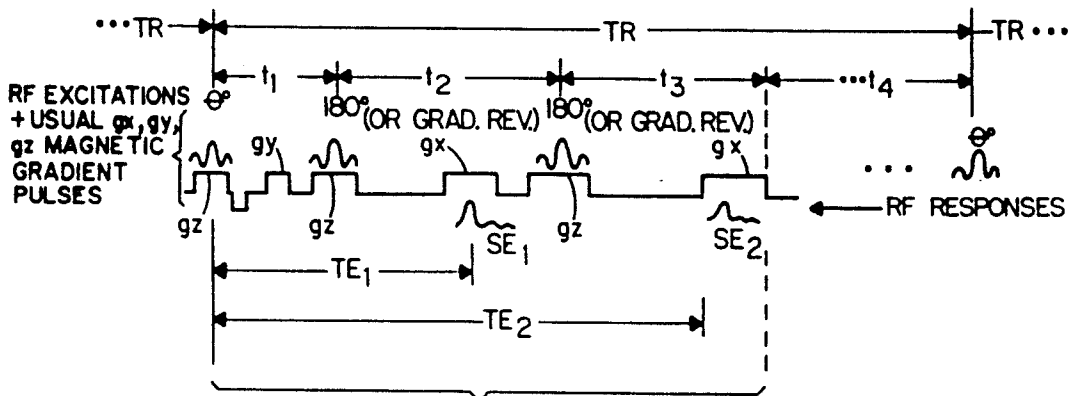 ···TR TR TR···
t1 t2 t3 ···t4
RF EXCITATIONS
+ USUAL gx, gy,
gz MAGNETIC
GRADIENT
PULSES
θ° 180° (OR GRAD. REV.) 180° (OR GRAD. REV.) θ°
gy gx gx
···
gz gz gz RF RESPONSES
SE1 SE2
TE1
TE2